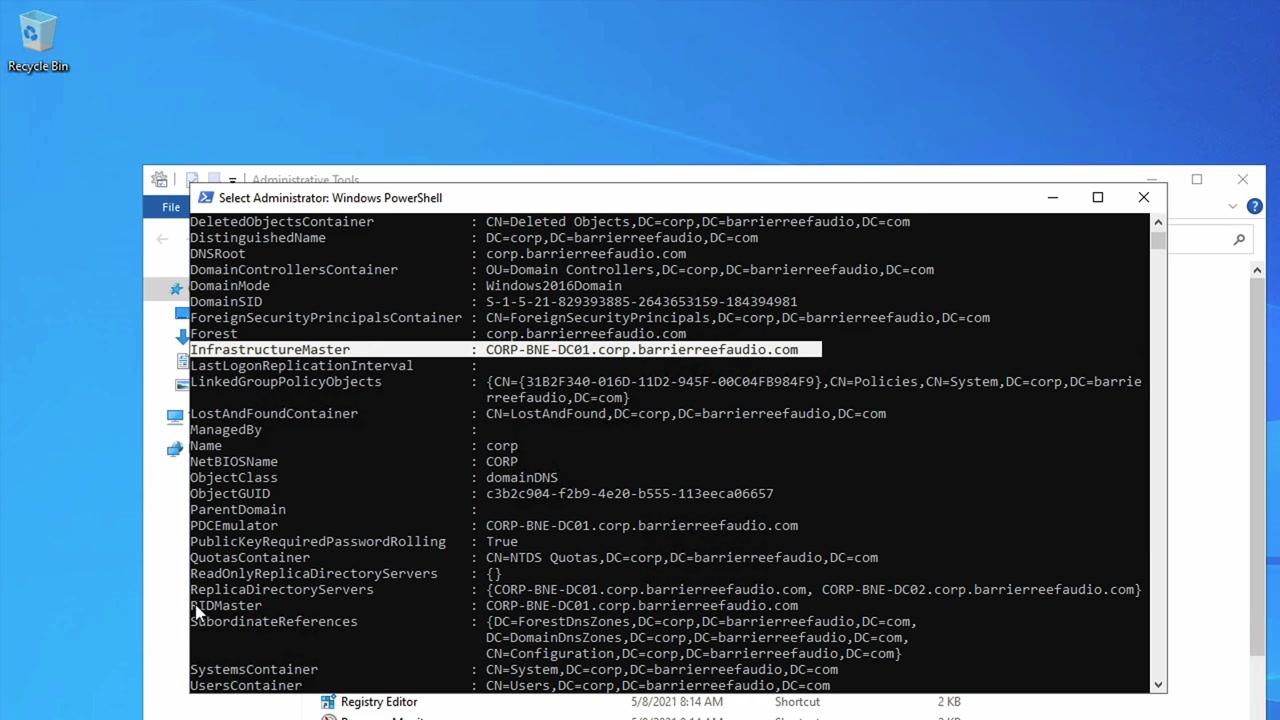 Recycle Bin
Administrative Tools
File
Select Administrator: Windows PowerShell
DeletedObjectsContainer : CN=Deleted Objects,DC=corp,DC=barrierreefaudio,DC=com
DistinguishedName : DC=corp,DC=barrierreefaudio,DC=com
DNSRoot : corp.barrierreefaudio.com
DomainControllersContainer : OU=Domain Controllers,DC=corp,DC=barrierreefaudio,DC=com
DomainMode : Windows2016Domain
DomainSID : S-1-5-21-829393885-2643653159-184394981
ForeignSecurityPrincipalsContainer : CN=ForeignSecurityPrincipals,DC=corp,DC=barrierreefaudio,DC=com
Forest : corp.barrierreefaudio.com
InfrastructureMaster : CORP-BNE-DC01.corp.barrierreefaudio.com
LastLogonReplicationInterval :
LinkedGroupPolicyObjects : {CN={31B2F340-016D-11D2-945F-00C04FB984F9},CN=Policies,CN=System,DC=corp,DC=barrie
rreefaudio,DC=com}
LostAndFoundContainer : CN=LostAndFound,DC=corp,DC=barrierreefaudio,DC=com
ManagedBy :
Name : corp
NetBIOSName : CORP
ObjectClass : domainDNS
ObjectGUID : c3b2c904-f2b9-4e20-b555-113eeca06657
ParentDomain :
PDCEmulator : CORP-BNE-DC01.corp.barrierreefaudio.com
PublicKeyRequiredPasswordRolling : True
QuotasContainer : CN=NTDS Quotas,DC=corp,DC=barrierreefaudio,DC=com
ReadOnlyReplicaDirectoryServers : {}
ReplicaDirectoryServers : {CORP-BNE-DC01.corp.barrierreefaudio.com, CORP-BNE-DC02.corp.barrierreefaudio.com}
RIDMaster : CORP-BNE-DC01.corp.barrierreefaudio.com
SubordinateReferences : {DC=ForestDnsZones,DC=corp,DC=barrierreefaudio,DC=com,
DC=DomainDnsZones,DC=corp,DC=barrierreefaudio,DC=com,
CN=Configuration,DC=corp,DC=barrierreefaudio,DC=com}
SystemsContainer : CN=System,DC=corp,DC=barrierreefaudio,DC=com
UsersContainer : CN=Users,DC=corp,DC=barrierreefaudio,DC=com
Registry Editor 5/8/2021 8:14 AM Shortcut 2 KB